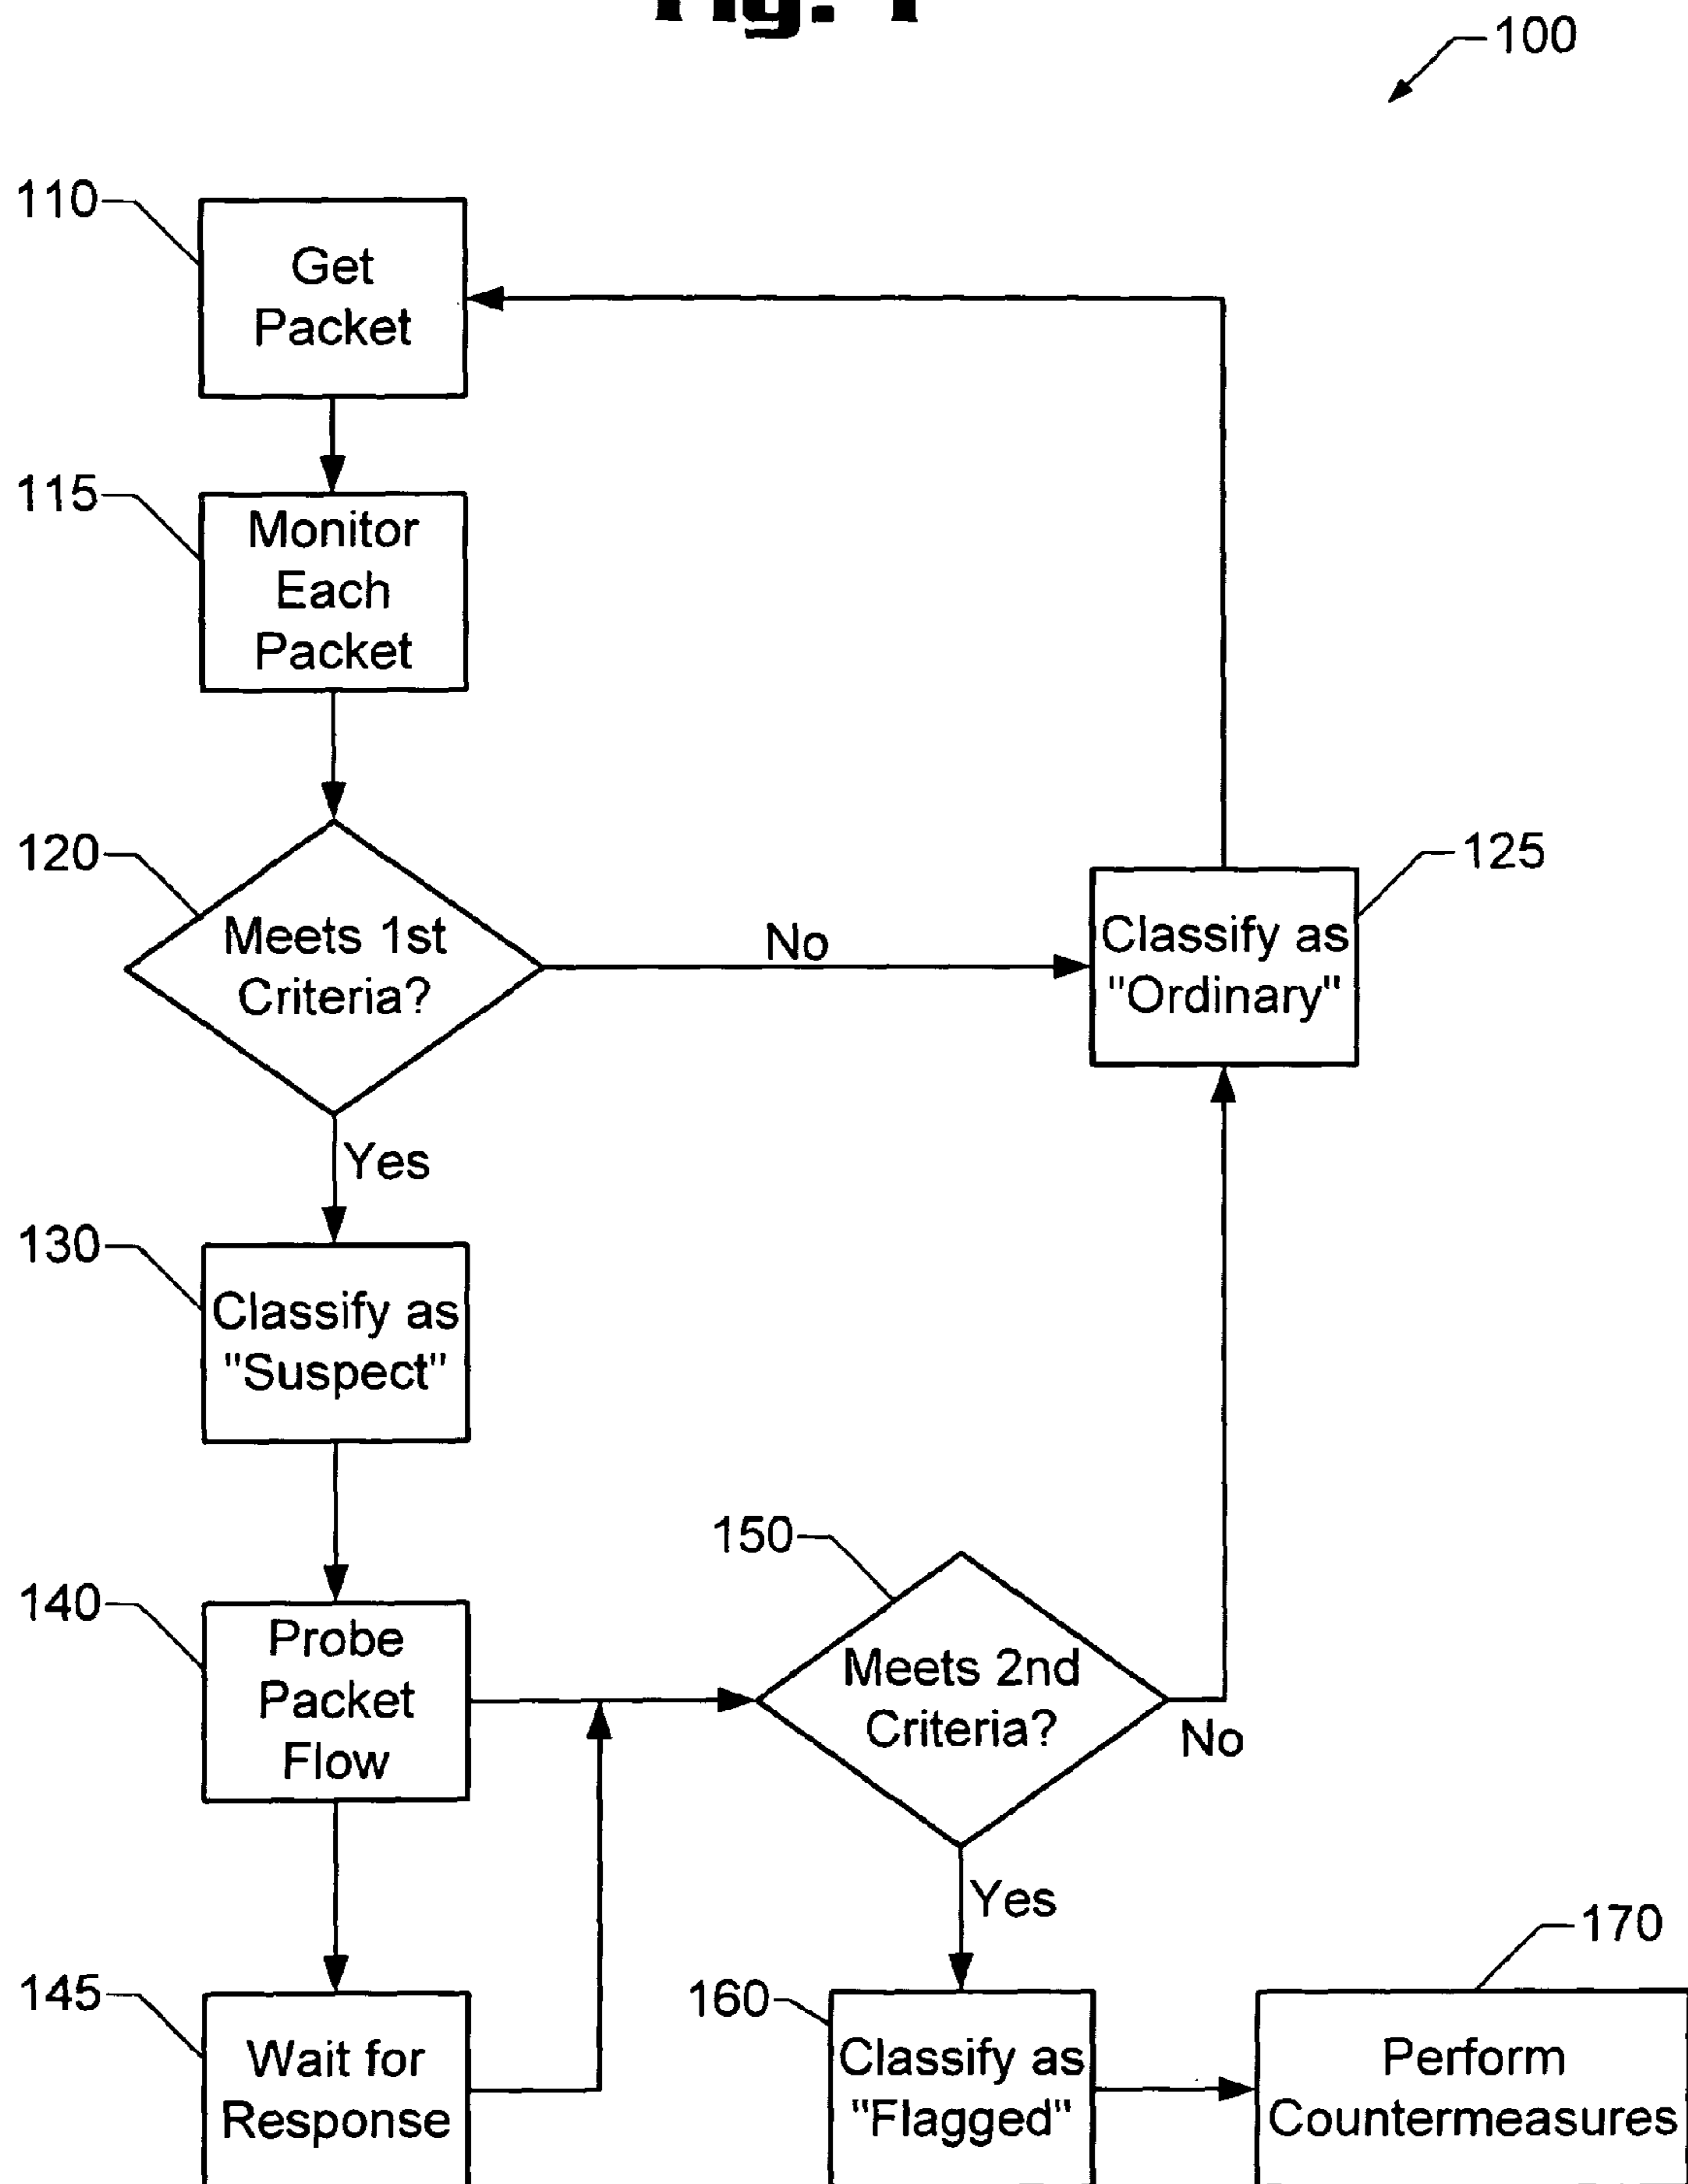 Fig. 1
100
110
Get
Packet
115
Monitor
Each
Packet
120
Meets 1st
Criteria?
No
125
Classify as
"Ordinary"
Yes
130
Classify as
"Suspect"
140
Probe
Packet
Flow
150
Meets 2nd
Criteria?
No
Yes
145
Wait for
Response
160
Classify as
"Flagged"
170
Perform
Countermeasures